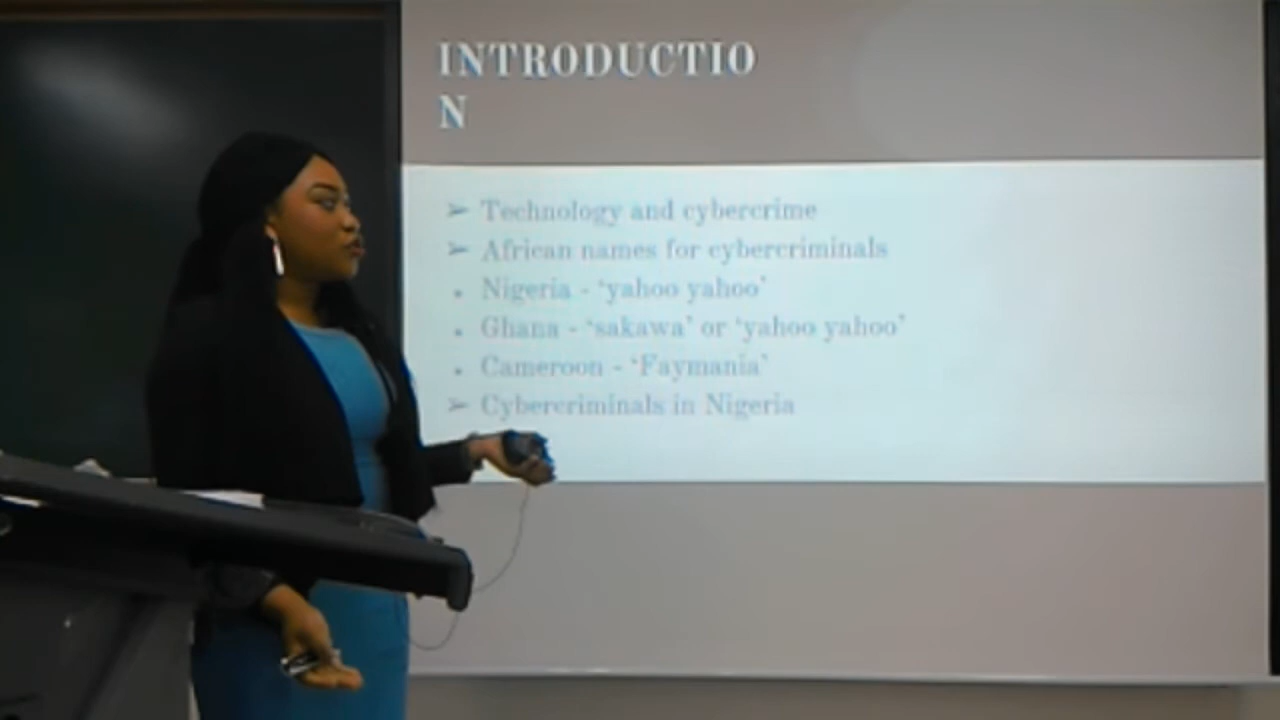 INTRODUCTIO
N
➢ Technology and cybercrime
➢ African names for cybercriminals
• Nigeria - ‘yahoo yahoo’
• Ghana - ‘sakawa’ or ‘yahoo yahoo’
• Cameroon - ‘Faymania’
➢ Cybercriminals in Nigeria